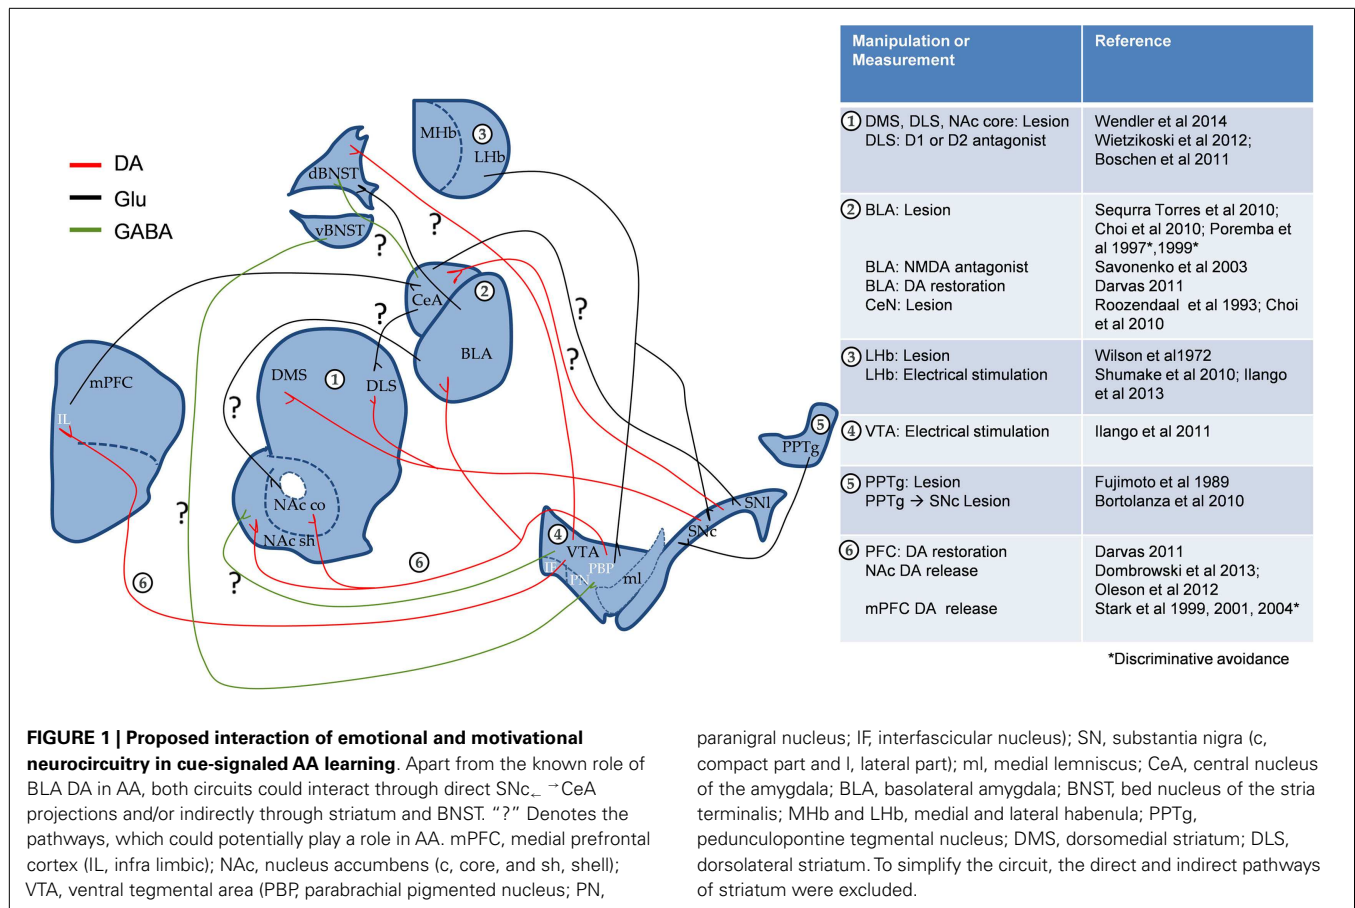 DA
Glu
GABA
MHb
③
LHb
dBNST
vBNST
?
?
?
?
?
?
?
?
CeA
②
BLA
mPFC
IL
DMS
①
DLS
NAc co
NAc sh
⑥
⑥
④
VTA
IF
PN
PBP
ml
SNc
SNl
⑤
PPTg
Manipulation or
Measurement
Reference
① DMS, DLS, NAc core: Lesion Wendler et al 2014
DLS: D1 or D2 antagonist Wietzikoski et al 2012;
Boschen et al 2011
② BLA: Lesion Sequrra Torres et al 2010;
Choi et al 2010; Poremba et
al 1997*,1999*
BLA: NMDA antagonist Savonenko et al 2003
BLA: DA restoration Darvas 2011
CeN: Lesion Roozendaal et al 1993; Choi
et al 2010
③ LHb: Lesion Wilson et al1972
LHb: Electrical stimulation Shumake et al 2010; Ilango
et al 2013
④ VTA: Electrical stimulation Ilango et al 2011
⑤ PPTg: Lesion Fujimoto et al 1989
PPTg → SNc Lesion Bortolanza et al 2010
⑥ PFC: DA restoration Darvas 2011
NAc DA release Dombrowski et al 2013;
Oleson et al 2012
mPFC DA release Stark et al 1999, 2001, 2004*
*Discriminative avoidance
FIGURE 1 | Proposed interaction of emotional and motivational
neurocircuitry in cue-signaled AA learning. Apart from the known role of
BLA DA in AA, both circuits could interact through direct SNc←→CeA
projections and/or indirectly through striatum and BNST. “?” Denotes the
pathways, which could potentially play a role in AA. mPFC, medial prefrontal
cortex (IL, infra limbic); NAc, nucleus accumbens (c, core, and sh, shell);
VTA, ventral tegmental area (PBP, parabrachial pigmented nucleus; PN,
paranigral nucleus; IF, interfascicular nucleus); SN, substantia nigra (c,
compact part and l, lateral part); ml, medial lemniscus; CeA, central nucleus
of the amygdala; BLA, basolateral amygdala; BNST, bed nucleus of the stria
terminalis; MHb and LHb, medial and lateral habenula; PPTg,
pedunculopontine tegmental nucleus; DMS, dorsomedial striatum; DLS,
dorsolateral striatum. To simplify the circuit, the direct and indirect pathways
of striatum were excluded.